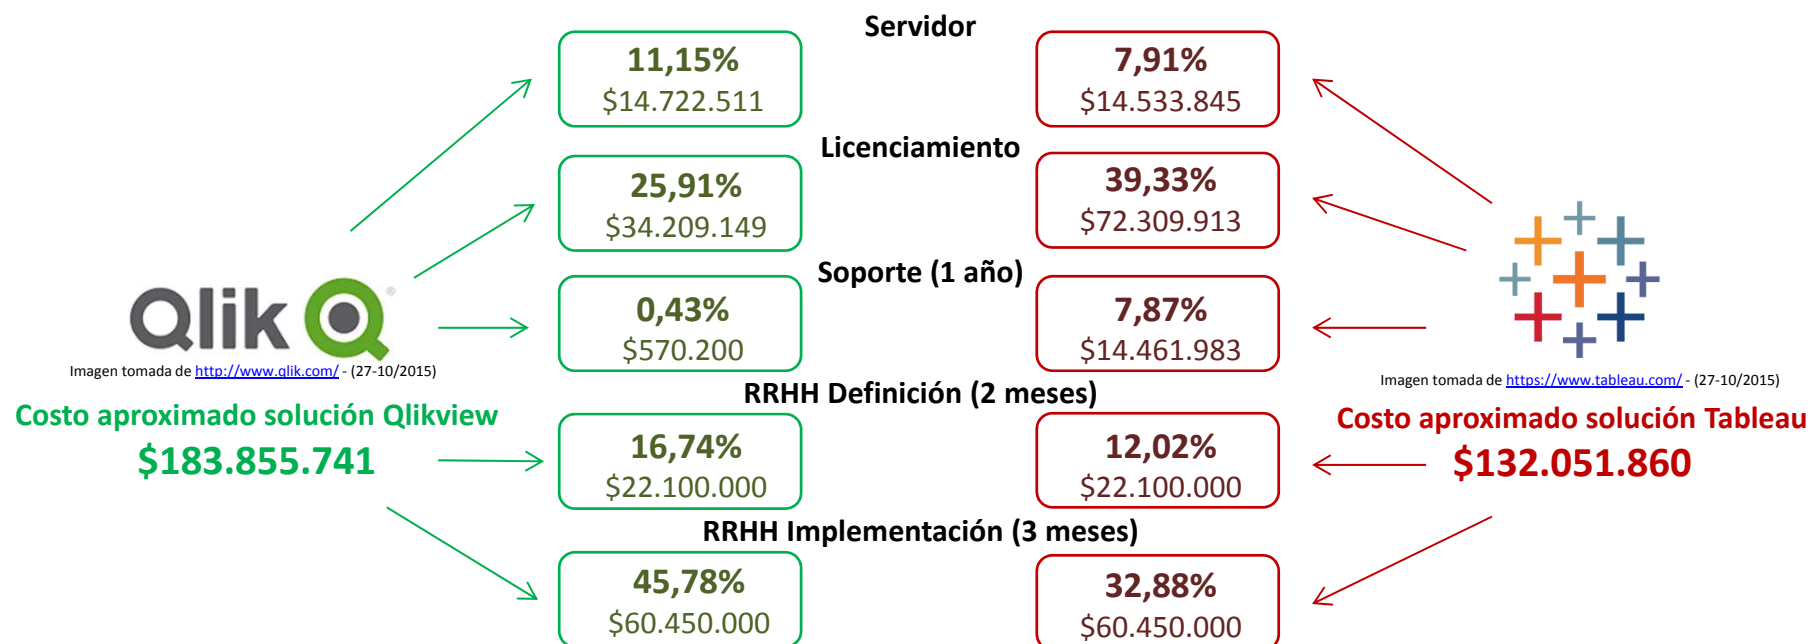 Servidor
11,15%
$14.722.511
7,91%
$14.533.845
Licenciamiento
25,91%
$34.209.149
39,33%
$72.309.913
Soporte (1 año)
0,43%
$570.200
7,87%
$14.461.983
RRHH Definición (2 meses)
16,74%
$22.100.000
12,02%
$22.100.000
RRHH Implementación (3 meses)
45,78%
$60.450.000
32,88%
$60.450.000
Qlik
®
Imagen tomada de http://www.qlik.com/ - (27-10/2015)
Costo aproximado solución Qlikview
$183.855.741
Imagen tomada de https://www.tableau.com/ - (27-10/2015)
Costo aproximado solución Tableau
$132.051.860